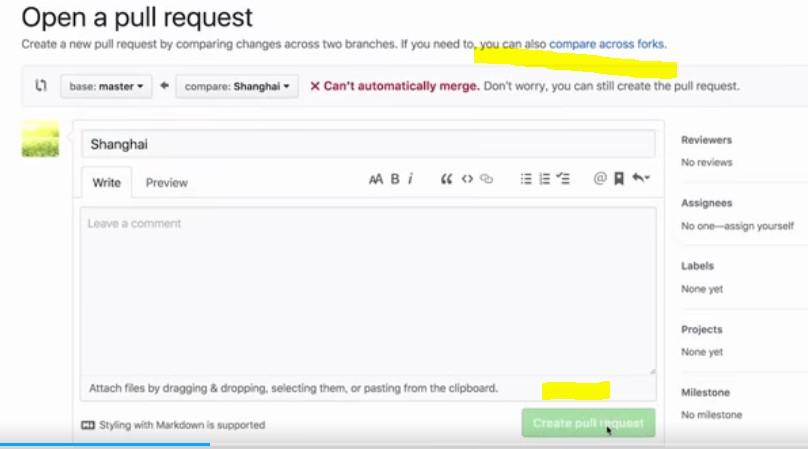 Open a pull request
Create a new pull request by comparing changes across two branches. If you need to, you can also compare across forks.
base: master
compare: Shanghai
Can't automatically merge. Don't worry, you can still create the pull request.
Shanghai
Write
Preview
AA B i
@
Leave a comment
Attach files by dragging & dropping, selecting them, or pasting from the clipboard.
Styling with Markdown is supported
Create pull request
Reviewers
No reviews
Assignees
No one—assign yourself
Labels
None yet
Projects
None yet
Milestone
No milestone